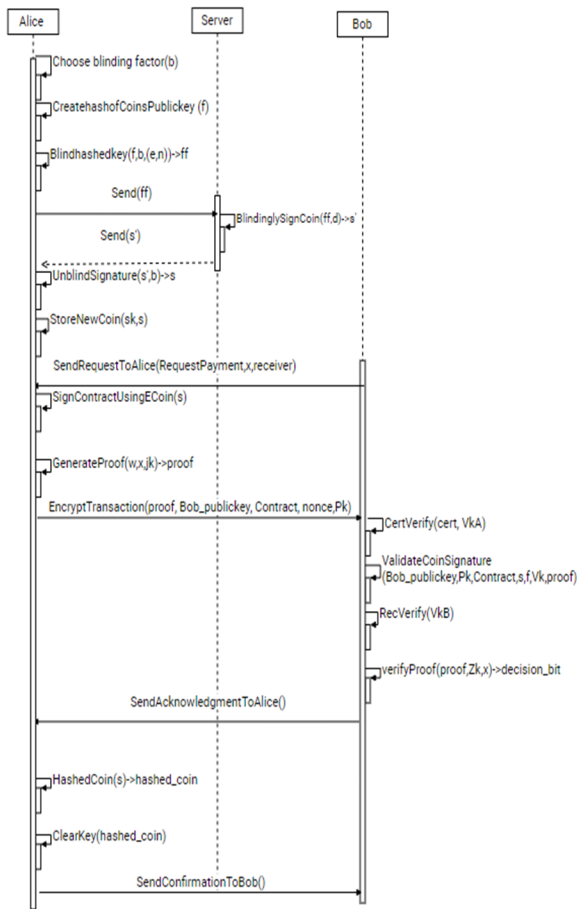 Alice
Server
Bob
Choose blinding factor(b)
CreatehashofCoinsPublickey (f)
Blindhashedkey(f,b,(e,n))->ff
Send(ff)
BlindinglySignCoin(ff,d)->s'
Send(s')
UnblindSignature(s',b)->s
StoreNewCoin(sk,s)
SendRequestToAlice(RequestPayment,x,receiver)
SignContractUsingECoin(s)
GenerateProof(w,x,jk)->proof
EncryptTransaction(proof, Bob_publickey, Contract, nonce,Pk)
CertVerify(cert, VkA)
ValidateCoinSignature
(Bob_publickey,Pk,Contract,s,f,Vk,proof)
RecVerify(VkB)
verifyProof(proof,Zk,x)->decision_bit
SendAcknowledgmentToAlice()
HashedCoin(s)->hashed_coin
ClearKey(hashed_coin)
SendConfirmationToBob()